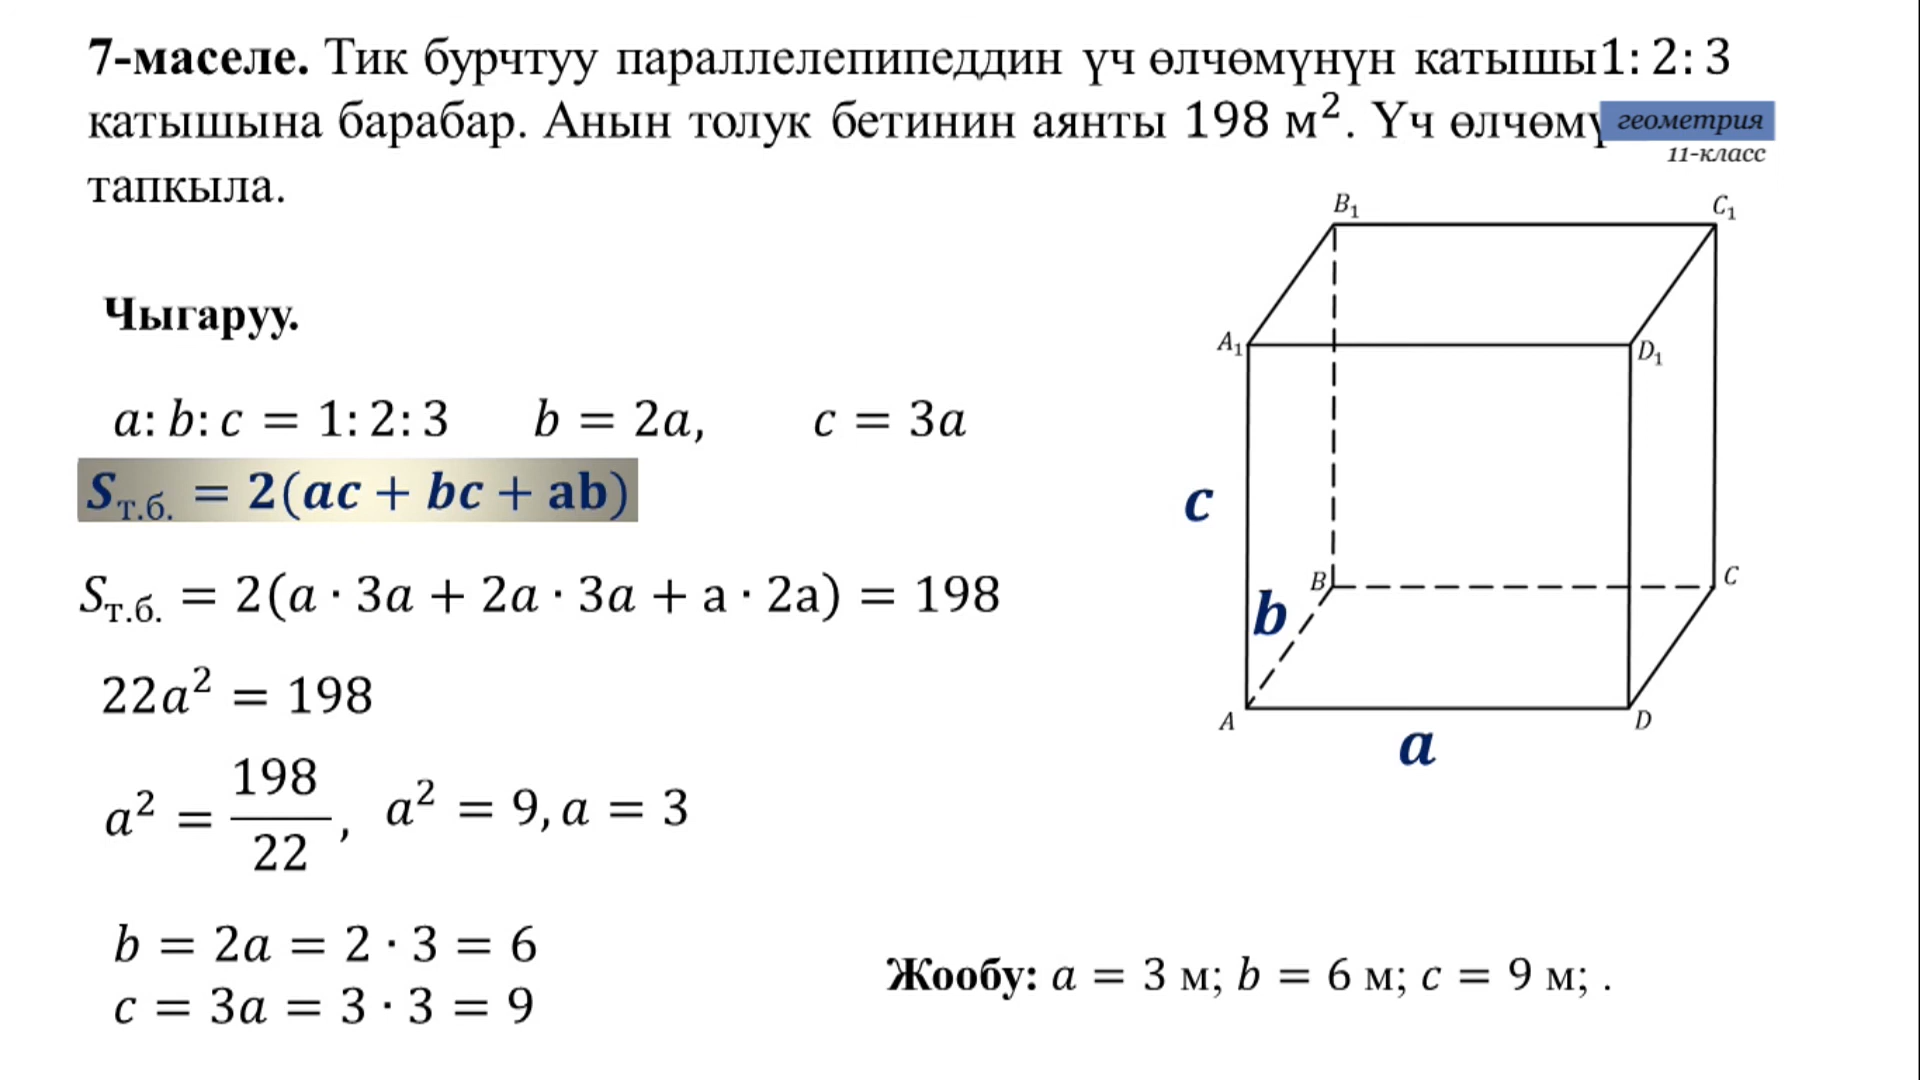 7-маселе. Тик бурчтуу параллелепипеддин үч өлчөмүнүн катышы1: 2: 3
катышына барабар. Анын толук бетинин аянты 198 м². Үч
геометрия
11-класс
тапкыла.
B₁
C₁
A₁
D₁
Чыгаруу.
a: b: c = 1: 2: 3 b = 2a, c = 3a
Sт.б. = 2(ac + bc + ab)
c
Sт.б. = 2(a · 3a + 2a · 3a + a · 2a) = 198
B
C
b
22a² = 198
A
D
a
a² = 198/22, a² = 9, a = 3
b = 2a = 2 · 3 = 6
c = 3a = 3 · 3 = 9
Жообу: a = 3 м; b = 6 м; c = 9 м; .